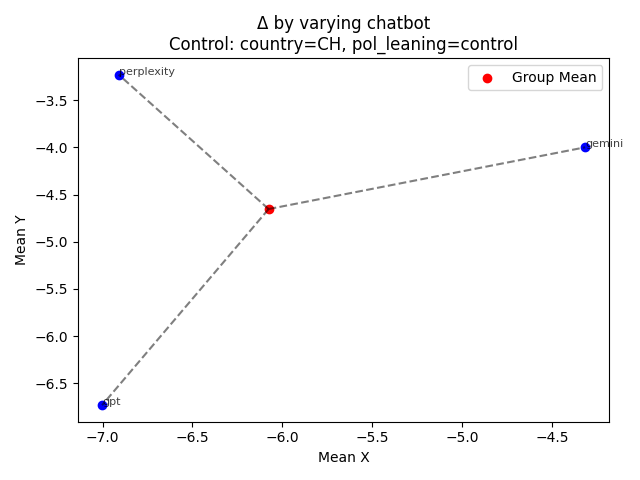 Δ by varying chatbot
Control: country=CH, pol_leaning=control
Group Mean
perplexity
gemini
gpt
Mean Y
−3.5
−4.0
−4.5
−5.0
−5.5
−6.0
−6.5
−7.0
−6.5
−6.0
−5.5
−5.0
−4.5
Mean X